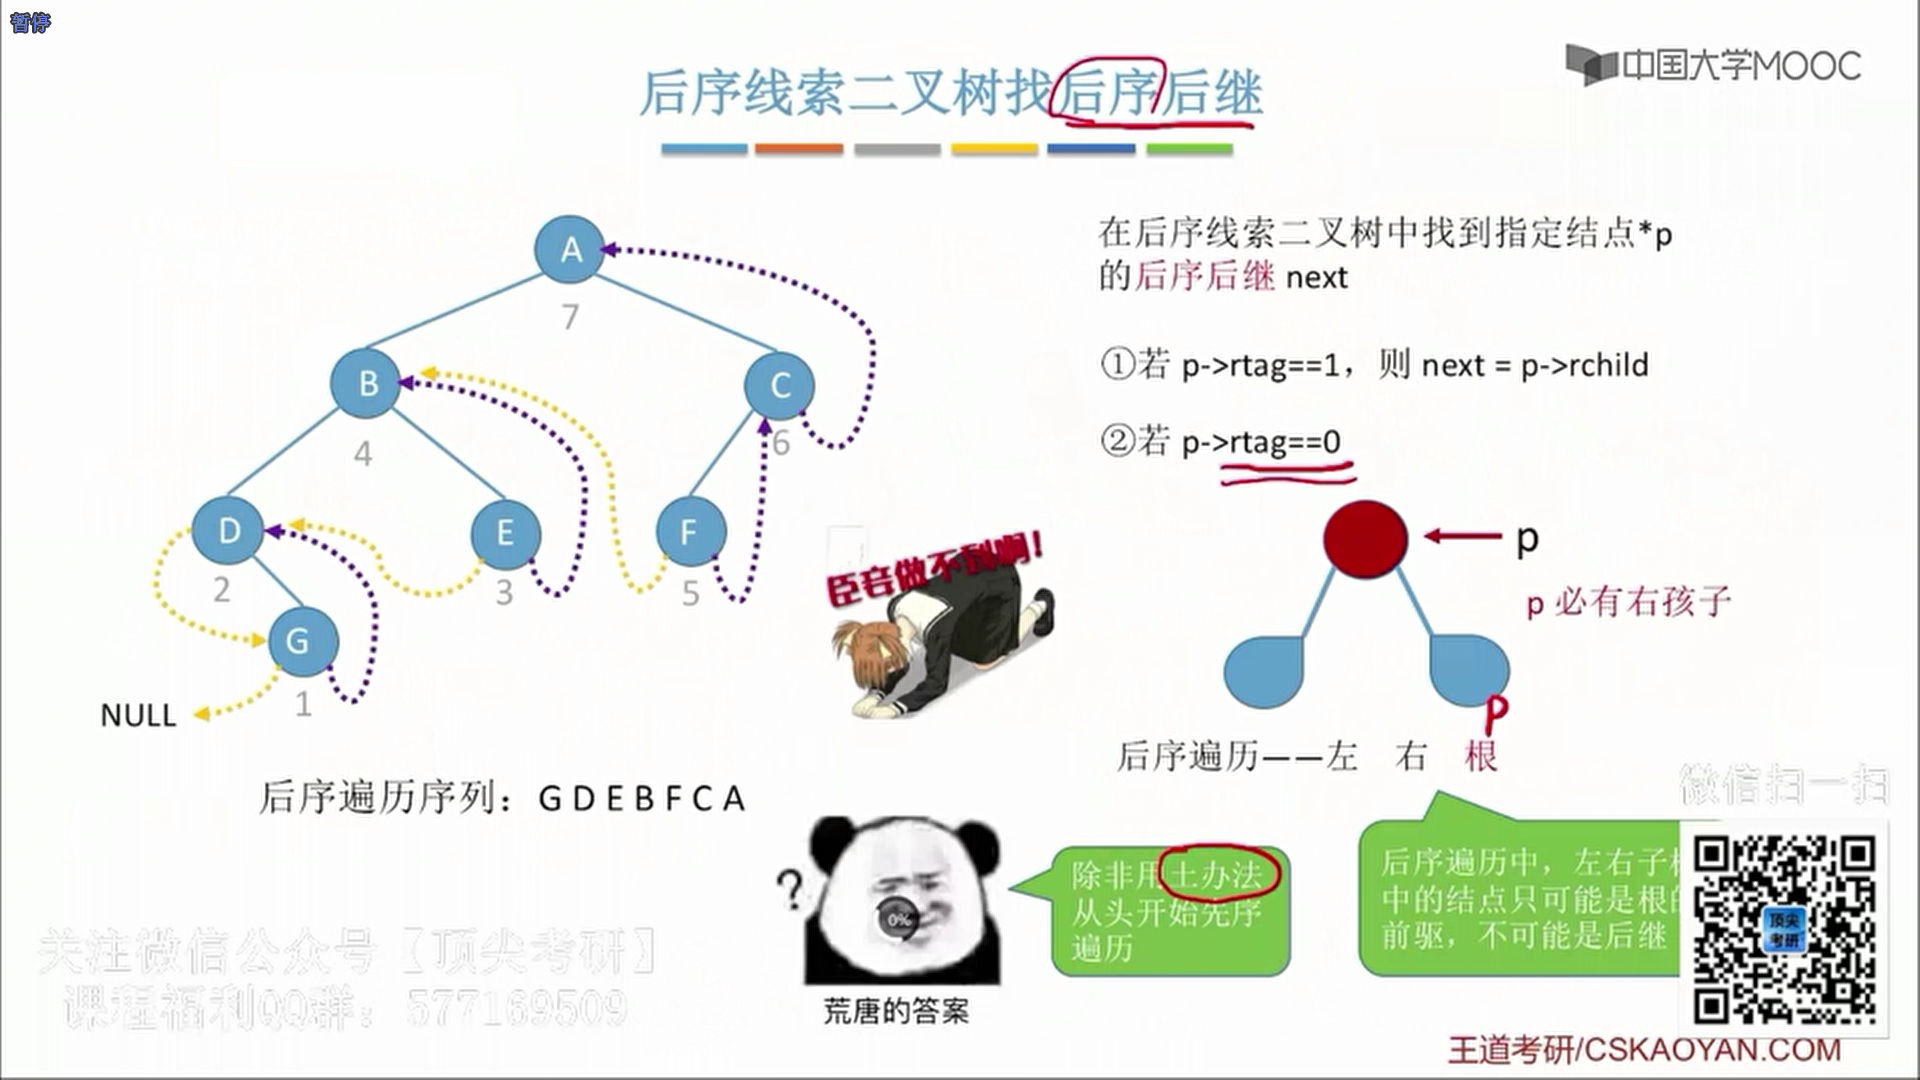 暂停
中国大学MOOC
后序线索二叉树找后序后继
A
7
B
C
4
6
D
E
F
2
3
5
G
1
NULL
后序遍历序列：G D E B F C A
在后序线索二叉树中找到指定结点*p
的后序后继 next
①若 p->rtag==1，则 next = p->rchild
②若 p->rtag==0
p
p 必有右孩子
p
后序遍历——左 右 根
臣妾做不到啊！
?
0%
荒唐的答案
除非用土办法
从头开始先序
遍历
后序遍历中，左右子
中的结点只可能是根
前驱，不可能是后继
微信扫一扫
顶尖
考研
关注微信公众号【顶尖考研】
课程福利QQ群：577169509
王道考研/CSKAOYAN.COM